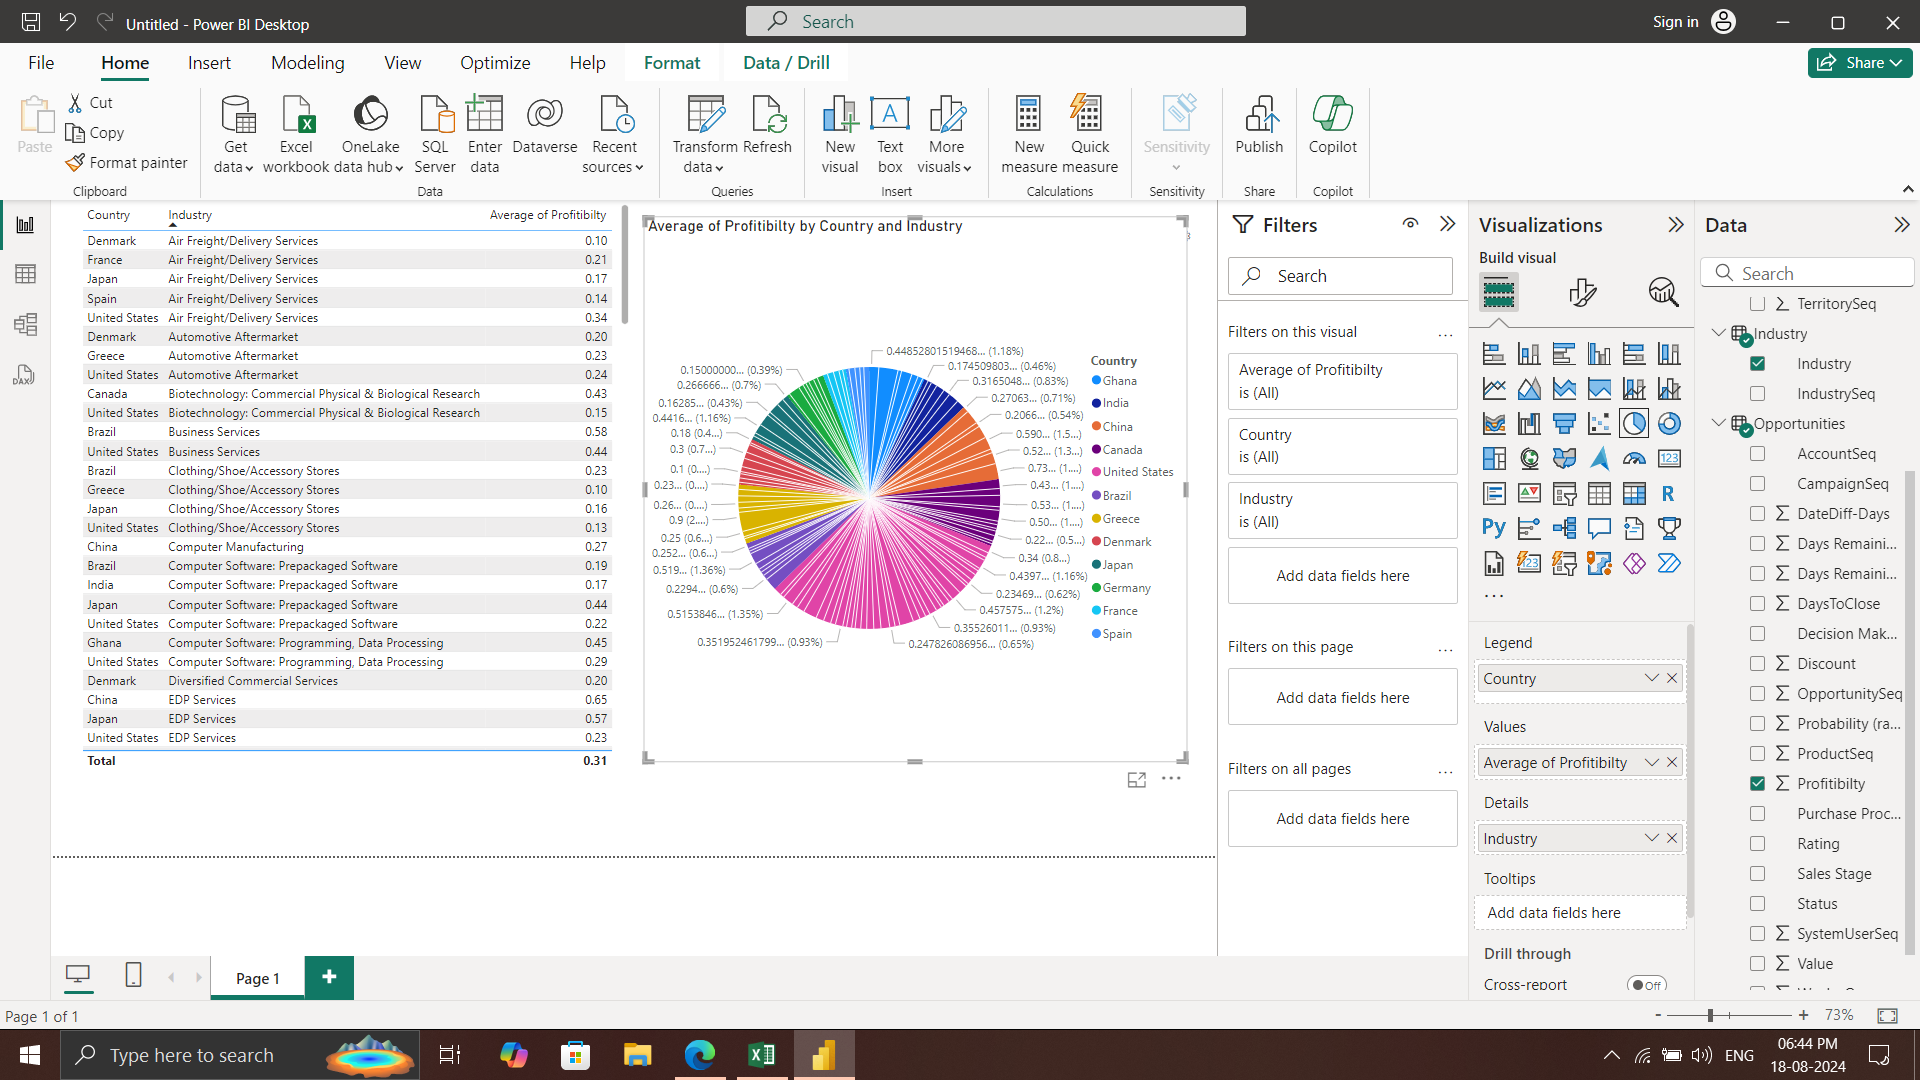 Untitled - Power BI Desktop
Search
Sign in
File
Home
Insert
Modeling
View
Optimize
Help
Format
Data / Drill
Share
Paste
Cut
Copy
Format painter
Clipboard
Get data
Excel workbook
OneLake data hub
SQL Server
Enter data
Dataverse
Recent sources
Data
Transform data
Refresh
Queries
New visual
Text box
More visuals
Insert
New measure
Quick measure
Calculations
Sensitivity
Sensitivity
Publish
Share
Copilot
Copilot
Country Industry Average of Profitibilty
Denmark Air Freight/Delivery Services 0.10
France Air Freight/Delivery Services 0.21
Japan Air Freight/Delivery Services 0.17
Spain Air Freight/Delivery Services 0.14
United States Air Freight/Delivery Services 0.34
Denmark Automotive Aftermarket 0.20
Greece Automotive Aftermarket 0.23
United States Automotive Aftermarket 0.24
Canada Biotechnology: Commercial Physical & Biological Research 0.43
United States Biotechnology: Commercial Physical & Biological Research 0.15
Brazil Business Services 0.58
United States Business Services 0.44
Brazil Clothing/Shoe/Accessory Stores 0.23
Greece Clothing/Shoe/Accessory Stores 0.10
Japan Clothing/Shoe/Accessory Stores 0.16
United States Clothing/Shoe/Accessory Stores 0.13
China Computer Manufacturing 0.27
Brazil Computer Software: Prepackaged Software 0.19
India Computer Software: Prepackaged Software 0.17
Japan Computer Software: Prepackaged Software 0.44
United States Computer Software: Prepackaged Software 0.22
Ghana Computer Software: Programming, Data Processing 0.45
United States Computer Software: Programming, Data Processing 0.29
Denmark Diversified Commercial Services 0.20
China EDP Services 0.65
Japan EDP Services 0.57
United States EDP Services 0.23
Total 0.31
Average of Profitibilty by Country and Industry
0.44852801519468... (1.18%)
0.174509803... (0.46%)
0.3165048... (0.83%)
0.27063... (0.71%)
0.2066... (0.54%)
0.590... (1.5...)
0.52... (1.3...)
0.73... (1....)
0.43... (1....)
0.53... (1....)
0.50... (1....)
0.22... (0.5...)
0.34 (0.8...)
0.4397... (1.16%)
0.23469... (0.62%)
0.457575... (1.2%)
0.35526011... (0.93%)
0.247826086956... (0.65%)
0.351952461799... (0.93%)
0.5153846... (1.35%)
0.2294... (0.6%)
0.519... (1.36%)
0.252... (0.6...)
0.25 (0.6...)
0.9 (2....)
0.26... (0....)
0.23... (0....)
0.1 (0....)
0.3 (0.7...)
0.18 (0.4...)
0.4416... (1.16%)
0.16285... (0.43%)
0.266666... (0.7%)
0.15000000... (0.39%)
Country
Ghana
India
China
Canada
United States
Brazil
Greece
Denmark
Japan
Germany
France
Spain
Filters
Search
Filters on this visual ...
Average of Profitibilty
is (All)
Country
is (All)
Industry
is (All)
Add data fields here
Filters on this page ...
Add data fields here
Filters on all pages ...
Add data fields here
Visualizations
Build visual
123
R
Py
123
...
Legend
Country
Values
Average of Profitibilty
Details
Industry
Tooltips
Add data fields here
Drill through
Cross-report Off
Data
Search
TerritorySeq
Industry
Industry
IndustrySeq
Opportunities
AccountSeq
CampaignSeq
DateDiff-Days
Days Remaini...
Days Remaini...
DaysToClose
Decision Mak...
Discount
OpportunitySeq
Probability (ra...
ProductSeq
Profitibilty
Purchase Proc...
Rating
Sales Stage
Status
SystemUserSeq
Value
Page 1
+
Page 1 of 1
- + 73%
Type here to search
ENG
06:44 PM
18-08-2024